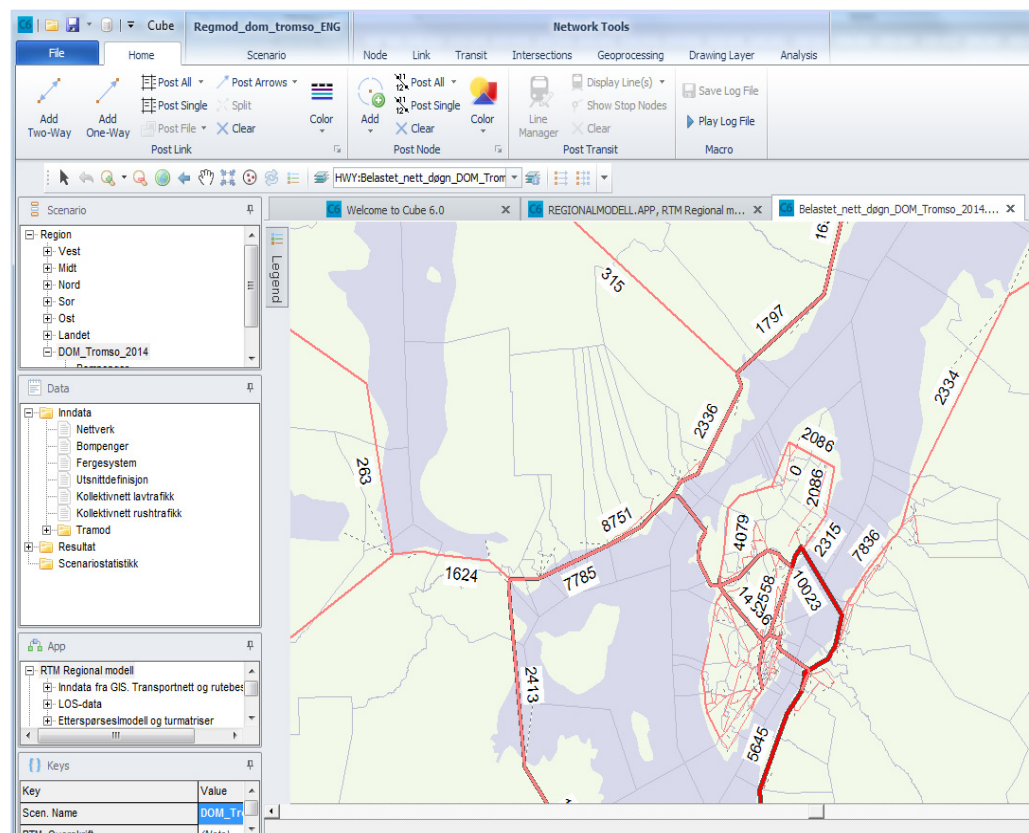 C6 Cube Regmod_dom_tromso_ENG Network Tools
File Home Scenario Node Link Transit Intersections Geoprocessing Drawing Layer Analysis
Add Two-Way
Add One-Way
Post All
Post Single
Post File
Post Arrows
Split
Clear
Color
Post Link
Add
Post All
Post Single
Clear
Color
Post Node
Line Manager
Display Line(s)
Show Stop Nodes
Clear
Post Transit
Save Log File
Play Log File
Macro
HWY:Belastet_nett_døgn_DOM_Trom
Scenario
Region
Vest
Midt
Nord
Sor
Ost
Landet
DOM_Tromso_2014
Data
Inndata
Nettverk
Bompenger
Fergesystem
Utsnittdefinisjon
Kollektivnett lavtrafikk
Kollektivnett rushtrafikk
Tramod
Resultat
Scenariostatistikk
App
RTM Regional modell
Inndata fra GIS. Transportnett og rutebes
LOS-data
Etterspørseslmodell og turmatriser
Keys
Key Value
Scen. Name DOM_Tr
C6 Welcome to Cube 6.0 X
C6 REGIONALMODELL.APP, RTM Regional m... X
C6 Belastet_nett_døgn_DOM_Tromso_2014.... X
Legend
315
1797
2334
2336
2086
0
2086
263
8751
4079
2315
7836
1624
7785
2558
10023
2413
5645